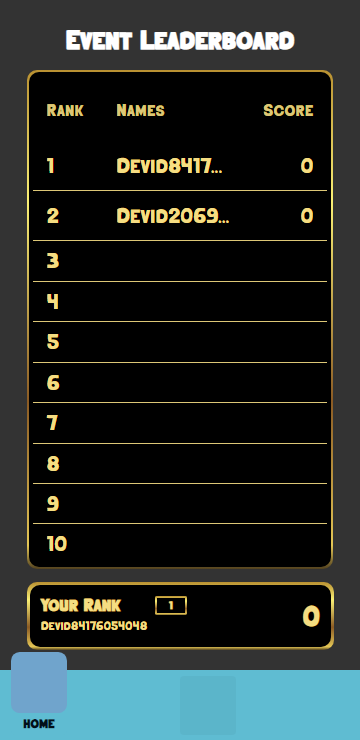 Event Leaderboard
Rank Names Score
1 Devid8417... 0
2 Devid2069... 0
3
4
5
6
7
8
9
10
Your Rank 1 0
Devid84176054048
HOME